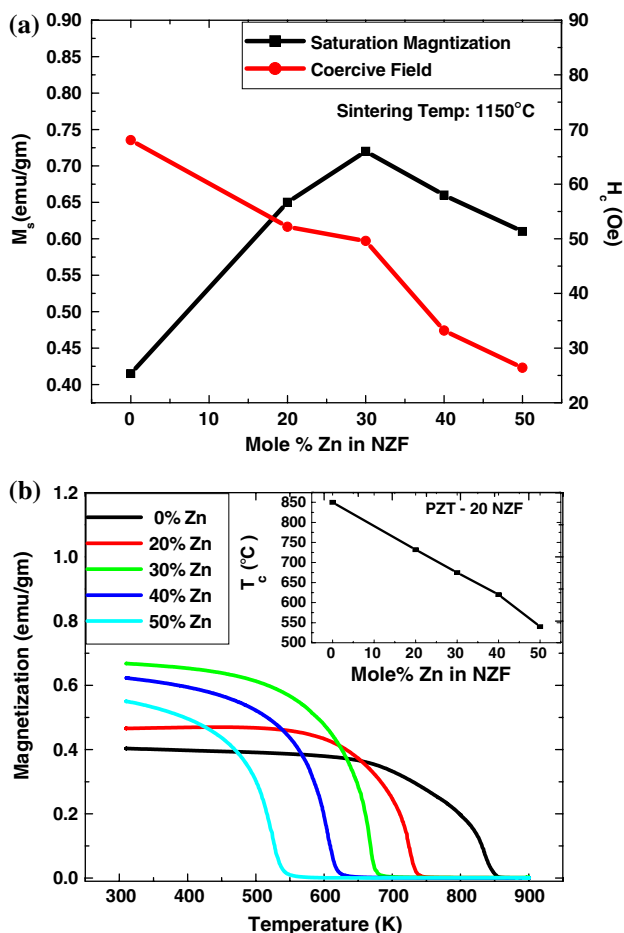 (a)
Saturation Magntization
Coercive Field
Sintering Temp: 1150°C
0.90
0.85
0.80
0.75
0.70
0.65
0.60
0.55
0.50
0.45
0.40
Ms(emu/gm)
90
80
70
60
50
40
30
20
Hc (Oe)
0 10 20 30 40 50
Mole % Zn in NZF
(b)
0% Zn
20% Zn
30% Zn
40% Zn
50% Zn
1.2
1.0
0.8
0.6
0.4
0.2
0.0
Magnetization (emu/gm)
300 400 500 600 700 800 900
Temperature (K)
PZT - 20 NZF
850
800
750
700
650
600
550
500
Tc (°C)
0 10 20 30 40 50
Mole% Zn in NZF